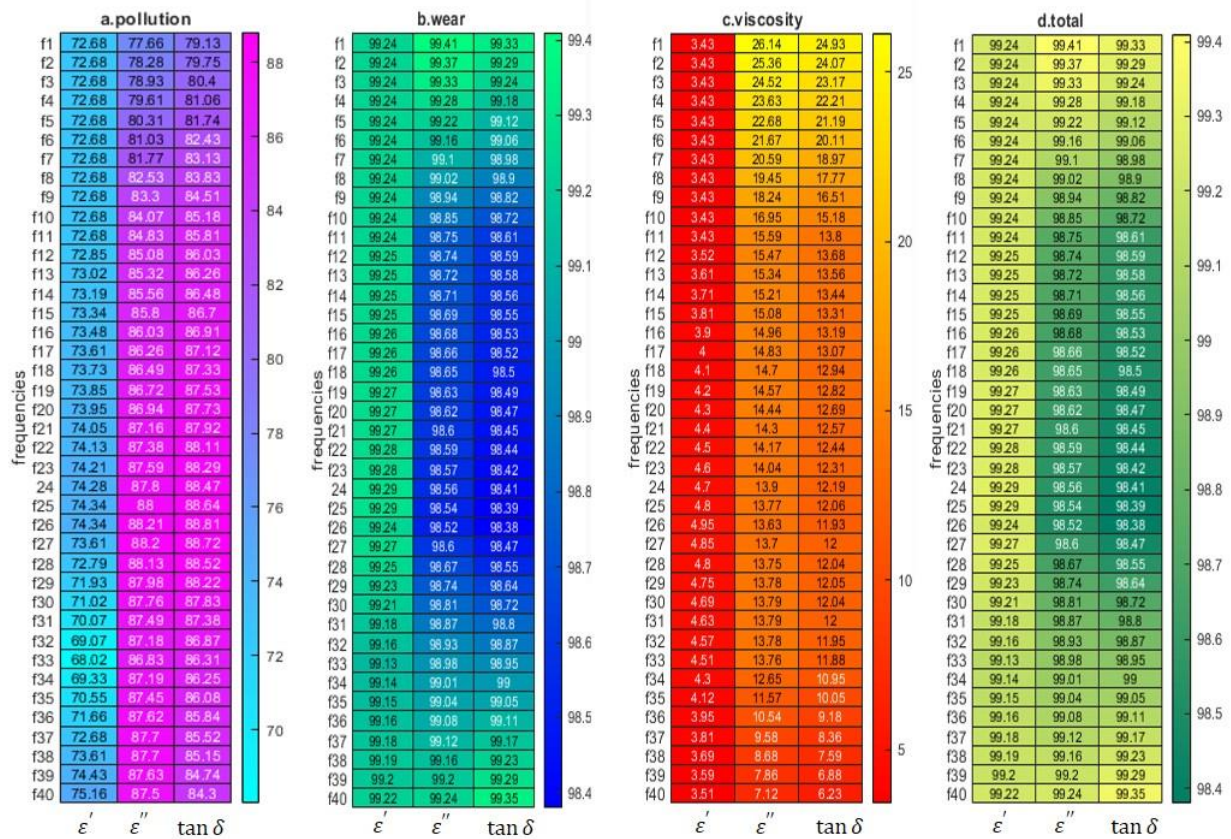 a.pollution
f1 72.68 77.66 79.13
f2 72.68 78.28 79.75
f3 72.68 78.93 80.4
f4 72.68 79.61 81.06
f5 72.68 80.31 81.74
f6 72.68 81.03 82.43
f7 72.68 81.77 83.13
f8 72.68 82.53 83.83
f9 72.68 83.3 84.51
f10 72.68 84.07 85.18
f11 72.68 84.83 85.81
f12 72.85 85.08 86.03
f13 73.02 85.32 86.26
f14 73.19 85.56 86.48
f15 73.34 85.8 86.7
f16 73.48 86.03 86.91
f17 73.61 86.26 87.12
f18 73.73 86.49 87.33
f19 73.85 86.72 87.53
f20 73.95 86.94 87.73
f21 74.05 87.16 87.92
f22 74.13 87.38 88.11
f23 74.21 87.59 88.29
24 74.28 87.8 88.47
f25 74.34 88 88.64
f26 74.34 88.21 88.81
f27 73.61 88.2 88.72
f28 72.79 88.13 88.52
f29 71.93 87.98 88.22
f30 71.02 87.76 87.83
f31 70.07 87.49 87.38
f32 69.07 87.18 86.87
f33 68.02 86.83 86.31
f34 69.33 87.19 86.25
f35 70.55 87.45 86.08
f36 71.66 87.62 85.84
f37 72.68 87.7 85.52
f38 73.61 87.7 85.15
f39 74.43 87.63 84.74
f40 75.16 87.5 84.3
ε′ ε″ tan δ
frequencies
88
86
84
82
80
78
76
74
72
70
b.wear
f1 99.24 99.41 99.33
f2 99.24 99.37 99.29
f3 99.24 99.33 99.24
f4 99.24 99.28 99.18
f5 99.24 99.22 99.12
f6 99.24 99.16 99.06
f7 99.24 99.1 98.98
f8 99.24 99.02 98.9
f9 99.24 98.94 98.82
f10 99.24 98.85 98.72
f11 99.24 98.75 98.61
f12 99.25 98.74 98.59
f13 99.25 98.72 98.58
f14 99.25 98.71 98.56
f15 99.25 98.69 98.55
f16 99.26 98.68 98.53
f17 99.26 98.66 98.52
f18 99.26 98.65 98.5
f19 99.27 98.63 98.49
f20 99.27 98.62 98.47
f21 99.27 98.6 98.45
f22 99.28 98.59 98.44
f23 99.28 98.57 98.42
24 99.29 98.56 98.41
f25 99.29 98.54 98.39
f26 99.24 98.52 98.38
f27 99.27 98.6 98.47
f28 99.25 98.67 98.55
f29 99.23 98.74 98.64
f30 99.21 98.81 98.72
f31 99.18 98.87 98.8
f32 99.16 98.93 98.87
f33 99.13 98.98 98.95
f34 99.14 99.01 99
f35 99.15 99.04 99.05
f36 99.16 99.08 99.11
f37 99.18 99.12 99.17
f38 99.19 99.16 99.23
f39 99.2 99.2 99.29
f40 99.22 99.24 99.35
ε′ ε″ tan δ
frequencies
99.4
99.3
99.2
99.1
99
98.9
98.8
98.7
98.6
98.5
98.4
c.viscosity
f1 3.43 26.14 24.93
f2 3.43 25.36 24.07
f3 3.43 24.52 23.17
f4 3.43 23.63 22.21
f5 3.43 22.68 21.19
f6 3.43 21.67 20.11
f7 3.43 20.59 18.97
f8 3.43 19.45 17.77
f9 3.43 18.24 16.51
f10 3.43 16.95 15.18
f11 3.43 15.59 13.8
f12 3.52 15.47 13.68
f13 3.61 15.34 13.56
f14 3.71 15.21 13.44
f15 3.81 15.08 13.31
f16 3.9 14.96 13.19
f17 4 14.83 13.07
f18 4.1 14.7 12.94
f19 4.2 14.57 12.82
f20 4.3 14.44 12.69
f21 4.4 14.3 12.57
f22 4.5 14.17 12.44
f23 4.6 14.04 12.31
24 4.7 13.9 12.19
f25 4.8 13.77 12.06
f26 4.95 13.63 11.93
f27 4.85 13.7 12
f28 4.8 13.75 12.04
f29 4.75 13.78 12.05
f30 4.69 13.79 12.04
f31 4.63 13.79 12
f32 4.57 13.78 11.95
f33 4.51 13.76 11.88
f34 4.3 12.65 10.95
f35 4.12 11.57 10.05
f36 3.95 10.54 9.18
f37 3.81 9.58 8.36
f38 3.69 8.68 7.59
f39 3.59 7.86 6.88
f40 3.51 7.12 6.23
ε′ ε″ tan δ
frequencies
25
20
15
10
5
d.total
f1 99.24 99.41 99.33
f2 99.24 99.37 99.29
f3 99.24 99.33 99.24
f4 99.24 99.28 99.18
f5 99.24 99.22 99.12
f6 99.24 99.16 99.06
f7 99.24 99.1 98.98
f8 99.24 99.02 98.9
f9 99.24 98.94 98.82
f10 99.24 98.85 98.72
f11 99.24 98.75 98.61
f12 99.25 98.74 98.59
f13 99.25 98.72 98.58
f14 99.25 98.71 98.56
f15 99.25 98.69 98.55
f16 99.26 98.68 98.53
f17 99.26 98.66 98.52
f18 99.26 98.65 98.5
f19 99.27 98.63 98.49
f20 99.27 98.62 98.47
f21 99.27 98.6 98.45
f22 99.28 98.59 98.44
f23 99.28 98.57 98.42
24 99.29 98.56 98.41
f25 99.29 98.54 98.39
f26 99.24 98.52 98.38
f27 99.27 98.6 98.47
f28 99.25 98.67 98.55
f29 99.23 98.74 98.64
f30 99.21 98.81 98.72
f31 99.18 98.87 98.8
f32 99.16 98.93 98.87
f33 99.13 98.98 98.95
f34 99.14 99.01 99
f35 99.15 99.04 99.05
f36 99.16 99.08 99.11
f37 99.18 99.12 99.17
f38 99.19 99.16 99.23
f39 99.2 99.2 99.29
f40 99.22 99.24 99.35
ε′ ε″ tan δ
frequencies
99.4
99.3
99.2
99.1
99
98.9
98.8
98.7
98.6
98.5
98.4